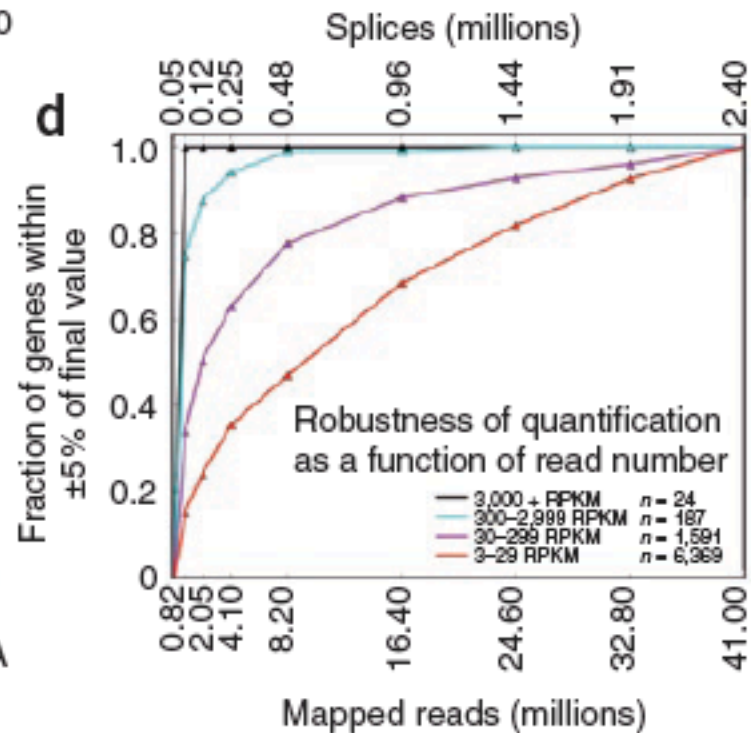 Splices (millions)
0.05
0.12
0.25
0.48
0.96
1.44
1.91
2.40
d
1.0
0.8
0.6
0.4
0.2
0
Fraction of genes within
±5% of final value
Robustness of quantification
as a function of read number
3,000 + RPKM n = 24
300–2,999 RPKM n = 187
30–299 RPKM n = 1,591
3–29 RPKM n = 6,369
0.82
2.05
4.10
8.20
16.40
24.60
32.80
41.00
Mapped reads (millions)